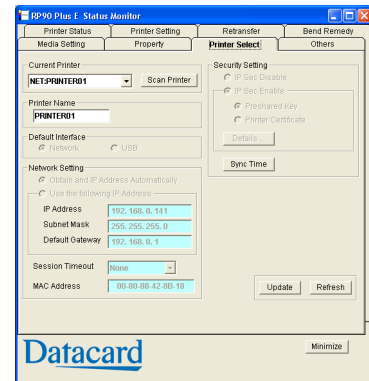 RP90 Plus E Status Monitor
Printer Status Printer Setting Retransfer Bend Remedy
Media Setting Property Printer Select Others
Current Printer
NET:PRINTER01 Scan Printer
Printer Name
PRINTER01
Default Interface
Network USB
Network Setting
Obtain and IP Address Automatically
Use the following IP Address
IP Address 192. 168. 0. 141
Subnet Mask 255. 255. 255. 0
Default Gateway 192. 168. 0. 1
Session Timeout None
MAC Address 00-80-88-42-8B-18
Security Setting
IP Sec Disable
IP Sec Enable
Preshared Key
Printer Certificate
Details...
Sync Time
Update Refresh
Datacard
Minimize